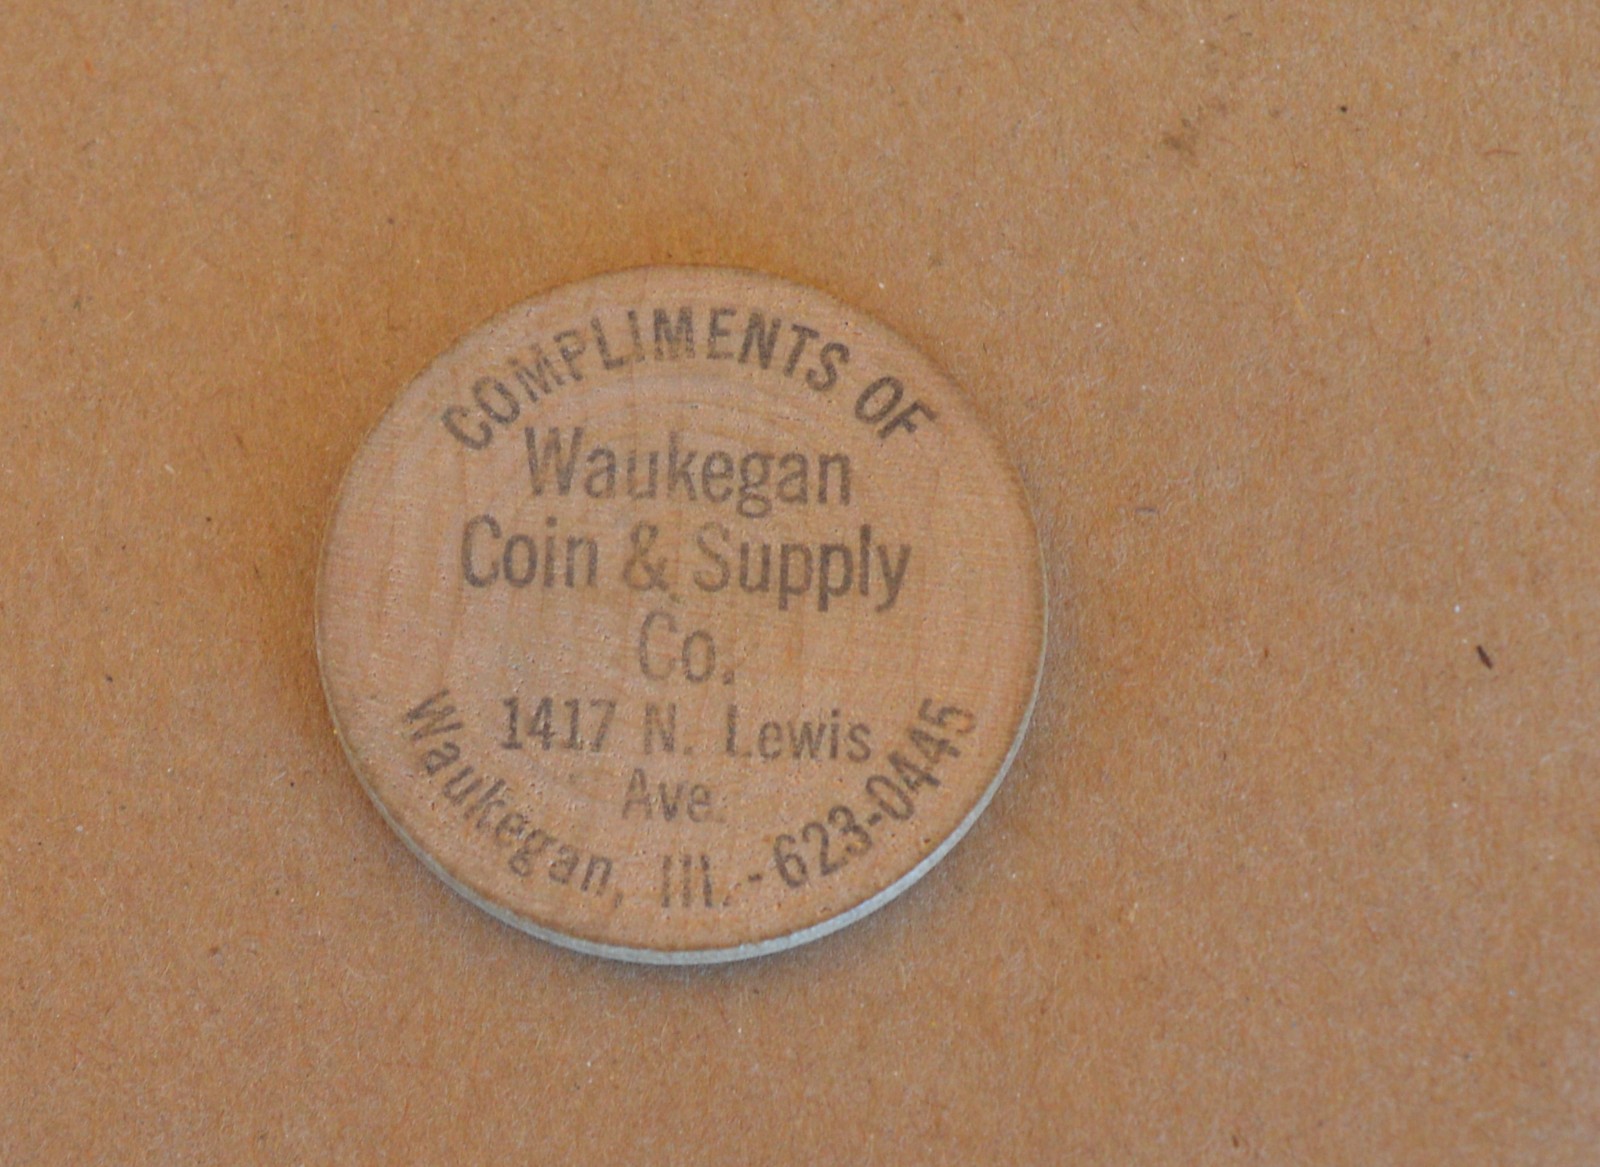 COMPLIMENTS OF
Waukegan
Coin & Supply
Co.
1417 N. Lewis
Ave.
Waukegan, Ill. - 623-0445